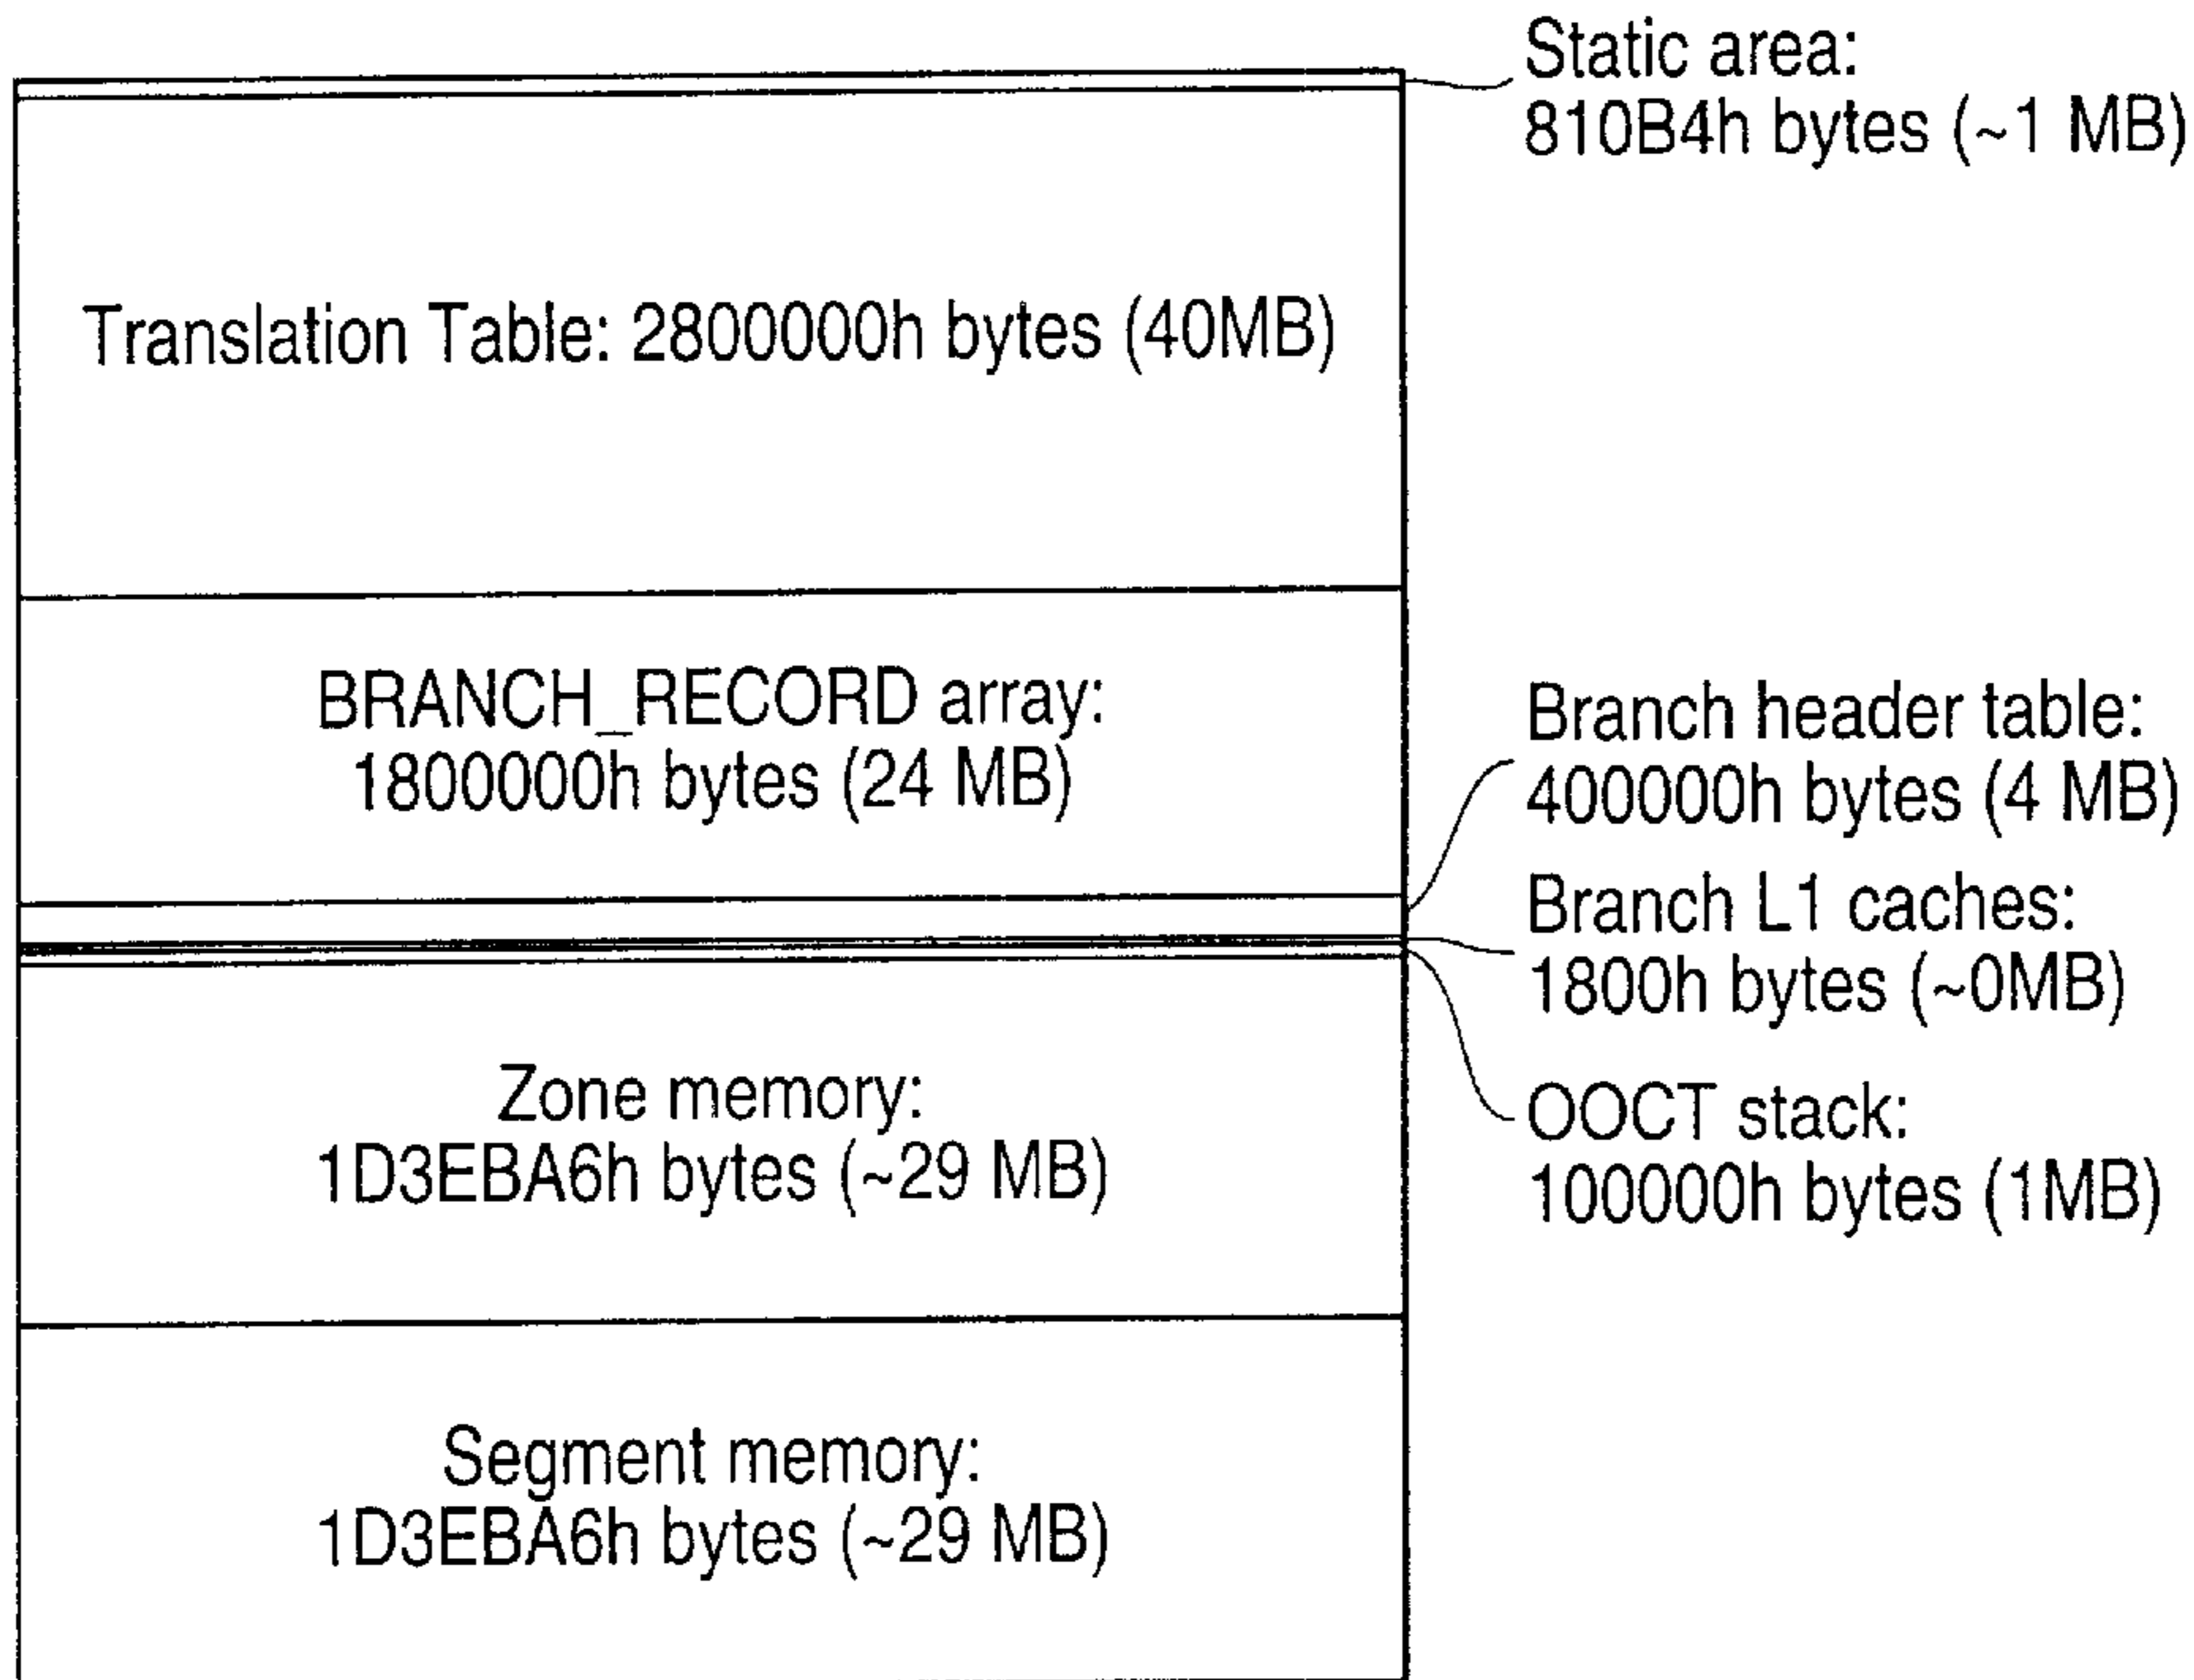 Static area:
810B4h bytes (~1 MB)
Translation Table: 2800000h bytes (40MB)
BRANCH_RECORD array:
1800000h bytes (24 MB)
Branch header table:
400000h bytes (4 MB)
Branch L1 caches:
1800h bytes (~0MB)
OOCT stack:
100000h bytes (1MB)
Zone memory:
1D3EBA6h bytes (~29 MB)
Segment memory:
1D3EBA6h bytes (~29 MB)